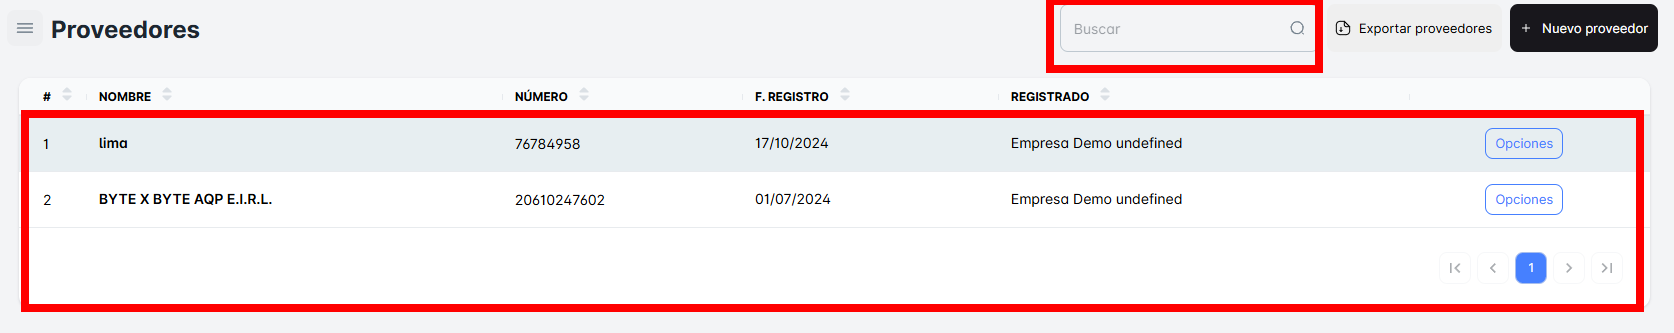 Proveedores
Buscar
Exportar proveedores
+ Nuevo proveedor
# NOMBRE NÚMERO F. REGISTRO REGISTRADO
1 lima 76784958 17/10/2024 Empresa Demo undefined Opciones
2 BYTE X BYTE AQP E.I.R.L. 20610247602 01/07/2024 Empresa Demo undefined Opciones
1